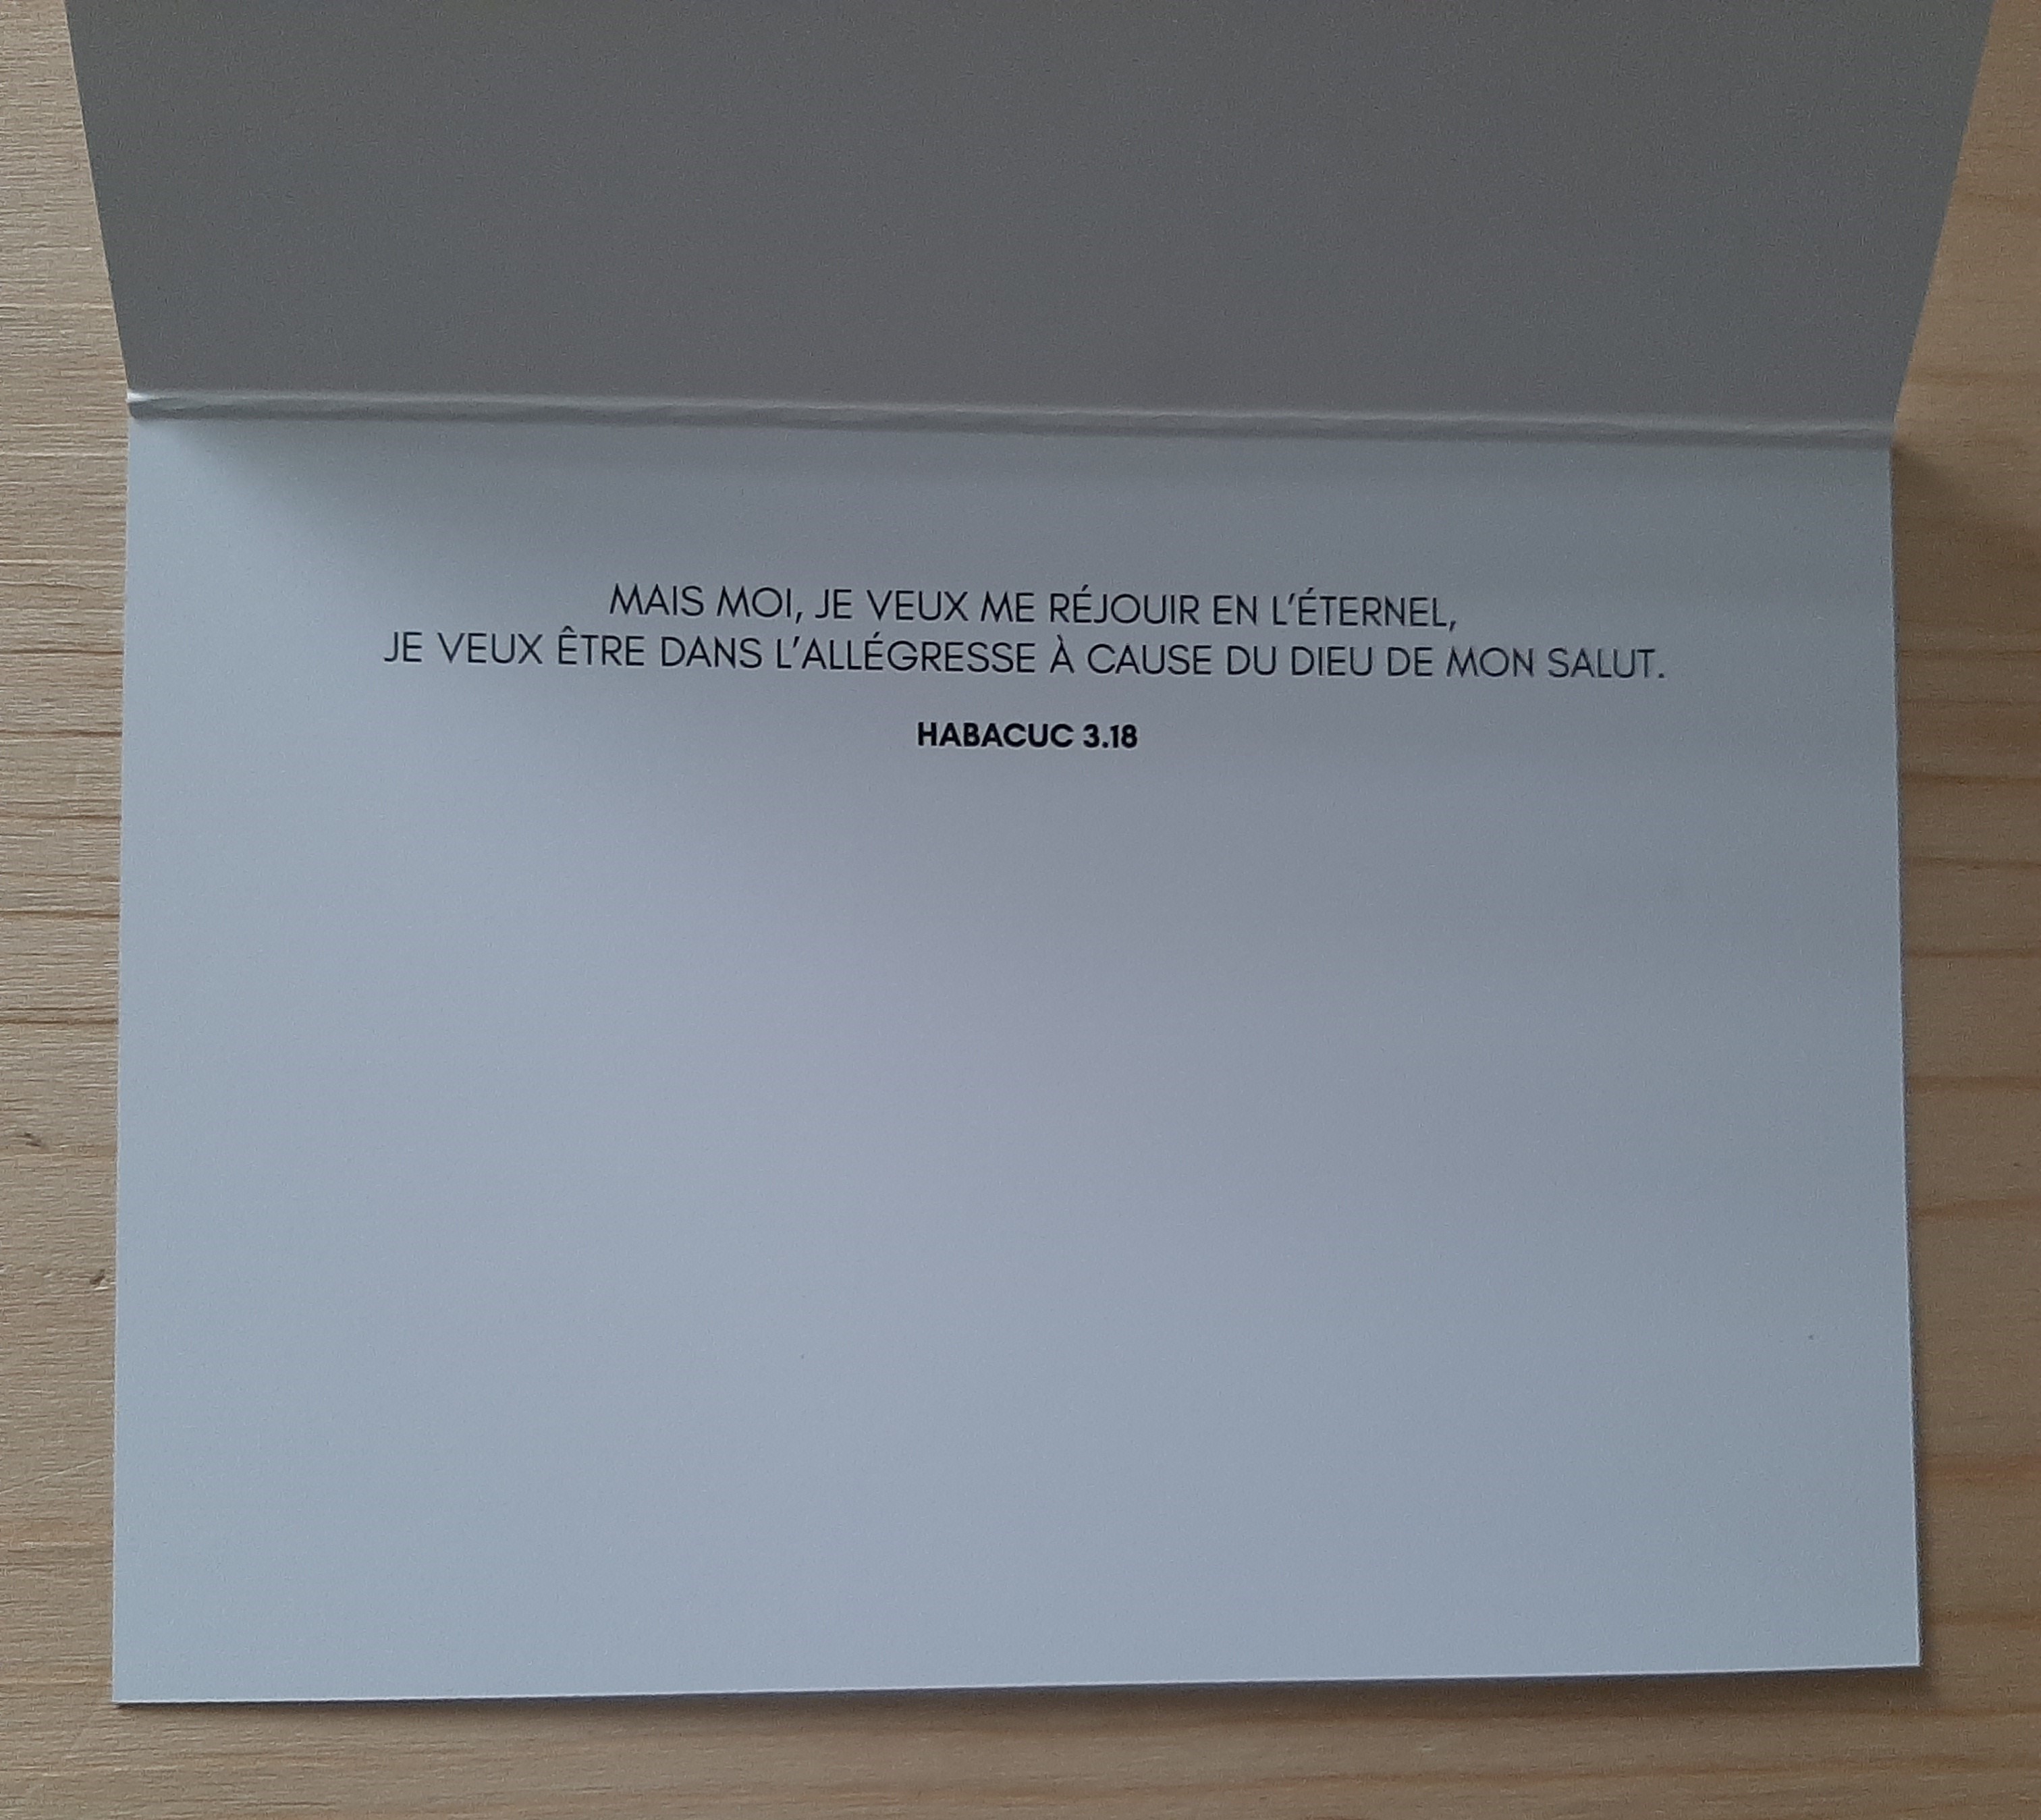 MAIS MOI, JE VEUX ME RÉJOUIR EN L'ÉTERNEL,
JE VEUX ÊTRE DANS L'ALLÉGRESSE À CAUSE DU DIEU DE MON SALUT.
HABACUC 3.18